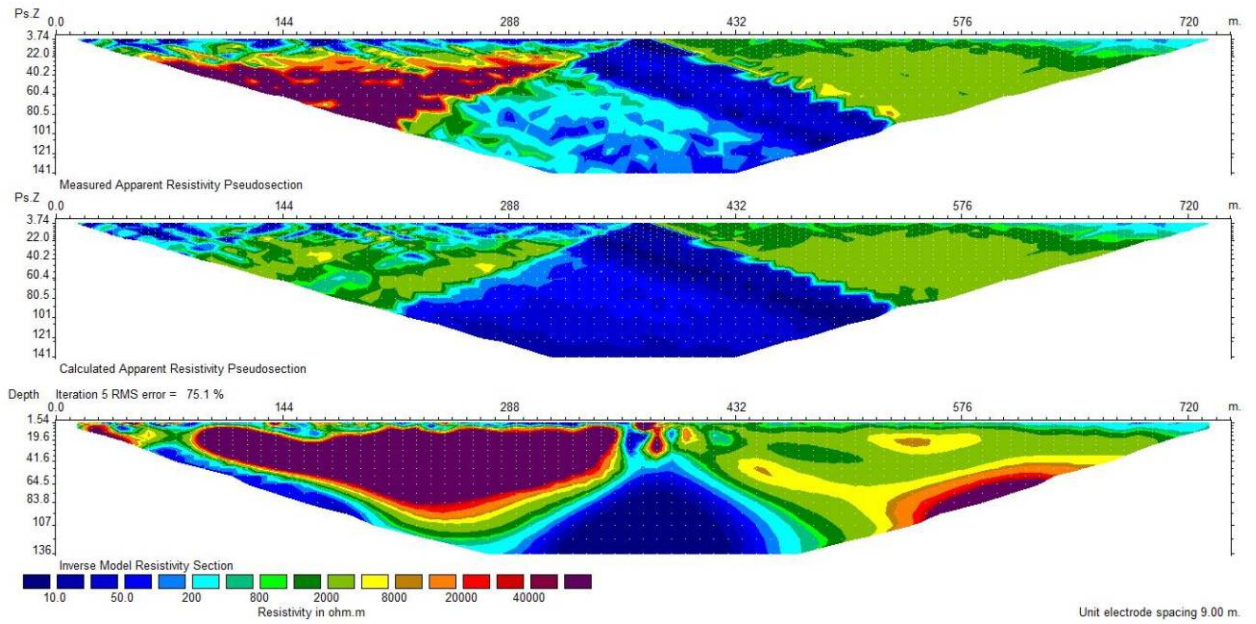 Ps.Z 0.0 144 288 432 576 720 m.
3.74
22.0
40.2
60.4
80.5
101
121
141
Measured Apparent Resistivity Pseudosection
Ps.Z 0.0 144 288 432 576 720 m.
3.74
22.0
40.2
60.4
80.5
101
121
141
Calculated Apparent Resistivity Pseudosection
Depth Iteration 5 RMS error = 75.1 %
0.0 144 288 432 576 720 m.
1.54
19.6
41.6
64.5
83.8
107
136
Inverse Model Resistivity Section
10.0 50.0 200 800 2000 8000 20000 40000
Resistivity in ohm.m
Unit electrode spacing 9.00 m.